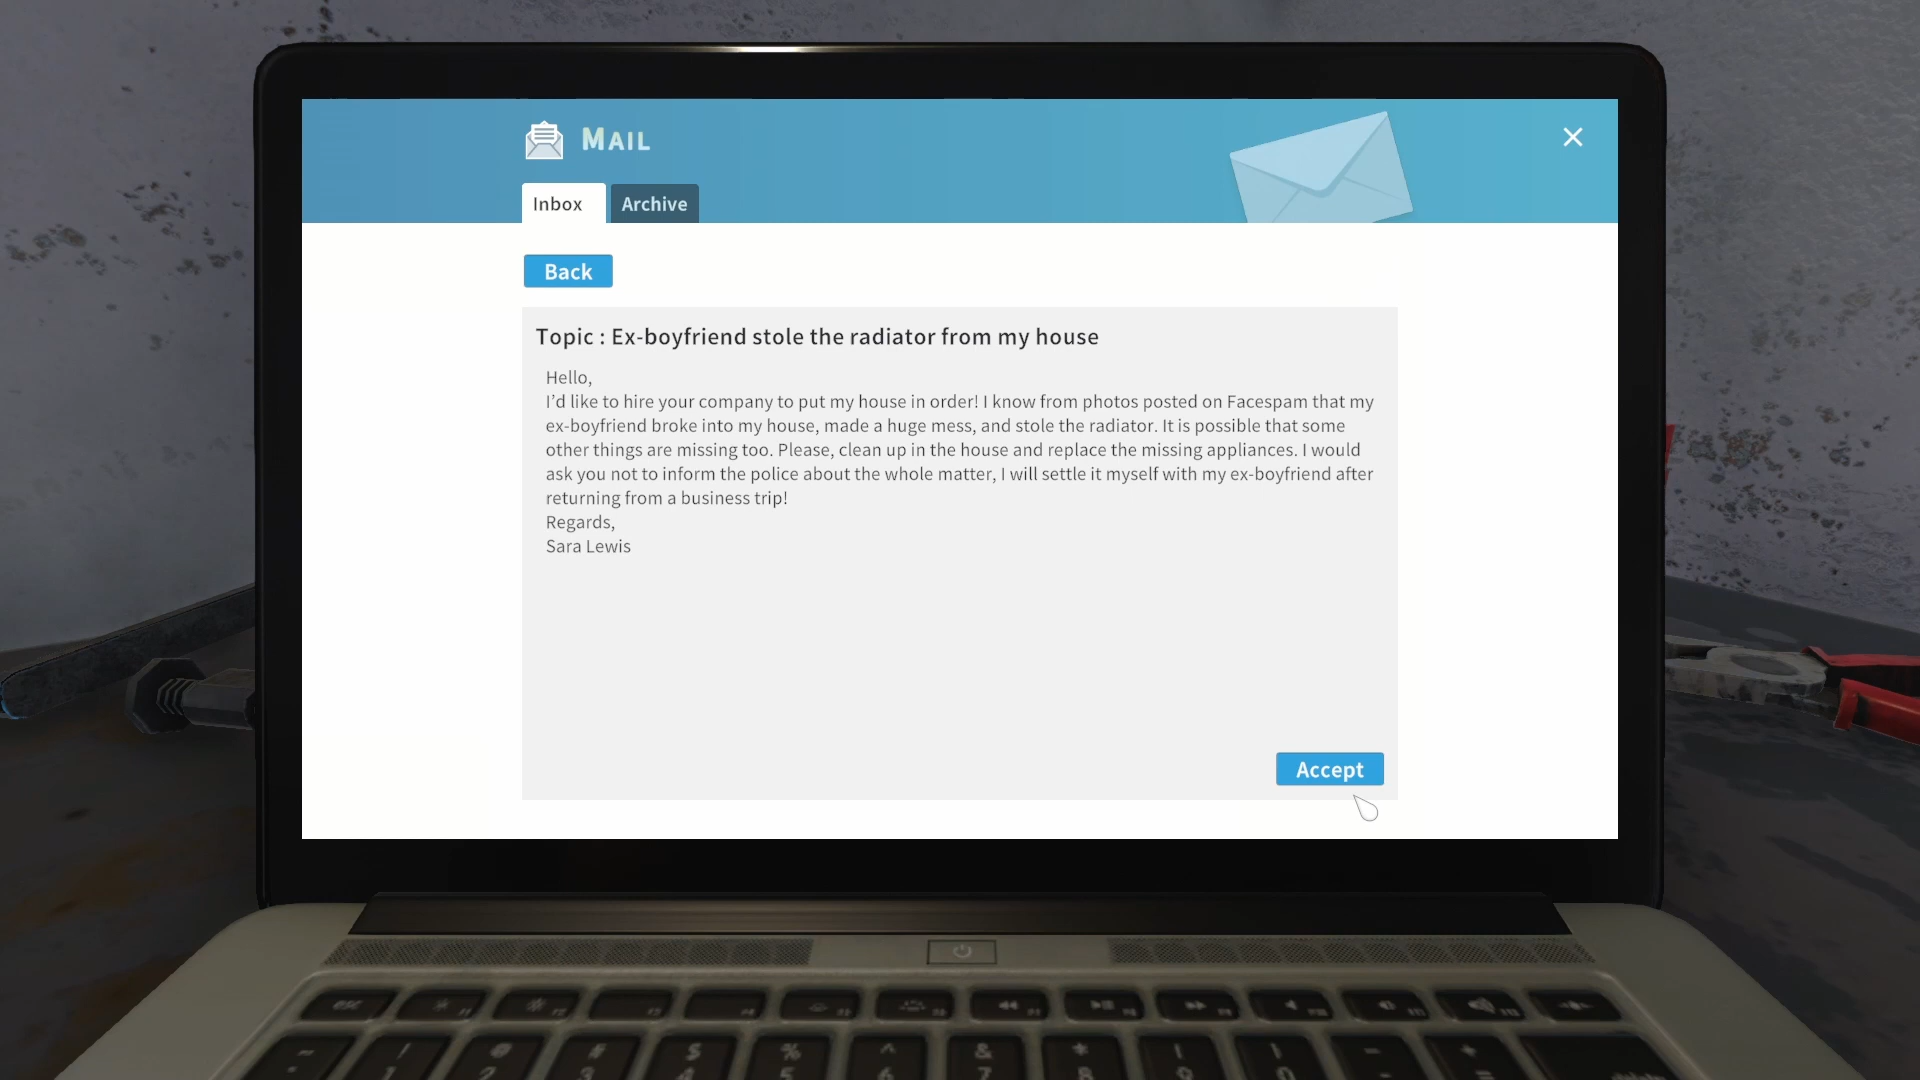 MAIL
Inbox
Archive
Back
Topic : Ex-boyfriend stole the radiator from my house
Hello,
I'd like to hire your company to put my house in order! I know from photos posted on Facespam that my
ex-boyfriend broke into my house, made a huge mess, and stole the radiator. It is possible that some
other things are missing too. Please, clean up in the house and replace the missing appliances. I would
ask you not to inform the police about the whole matter, I will settle it myself with my ex-boyfriend after
returning from a business trip!
Regards,
Sara Lewis
Accept
esc